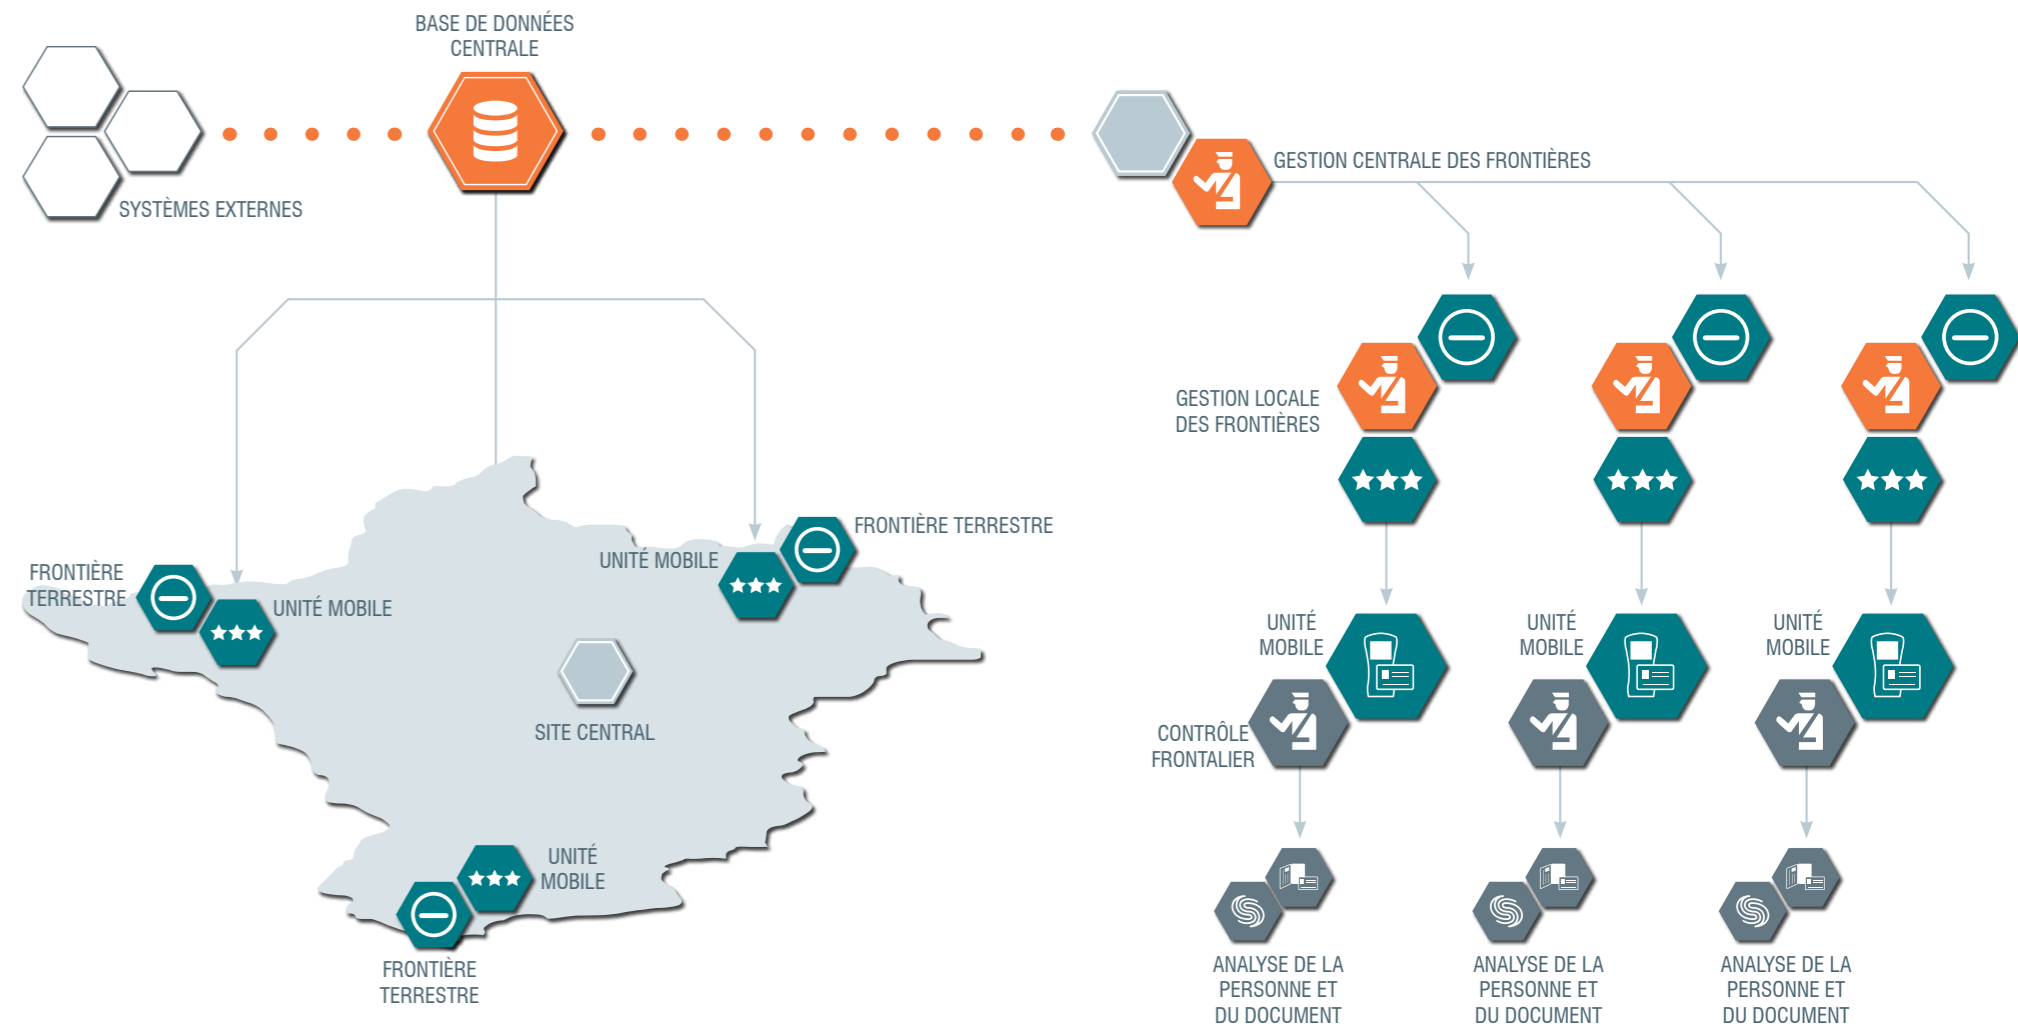 BASE DE DONNÉES
CENTRALE
SYSTÈMES EXTERNES
GESTION CENTRALE DES FRONTIÈRES
GESTION LOCALE
DES FRONTIÈRES
FRONTIÈRE TERRESTRE
UNITÉ MOBILE
FRONTIÈRE
TERRESTRE
UNITÉ MOBILE
SITE CENTRAL
UNITÉ
MOBILE
FRONTIÈRE
TERRESTRE
UNITÉ
MOBILE
UNITÉ
MOBILE
UNITÉ
MOBILE
CONTRÔLE
FRONTALIER
ANALYSE DE LA
PERSONNE ET
DU DOCUMENT
ANALYSE DE LA
PERSONNE ET
DU DOCUMENT
ANALYSE DE LA
PERSONNE ET
DU DOCUMENT